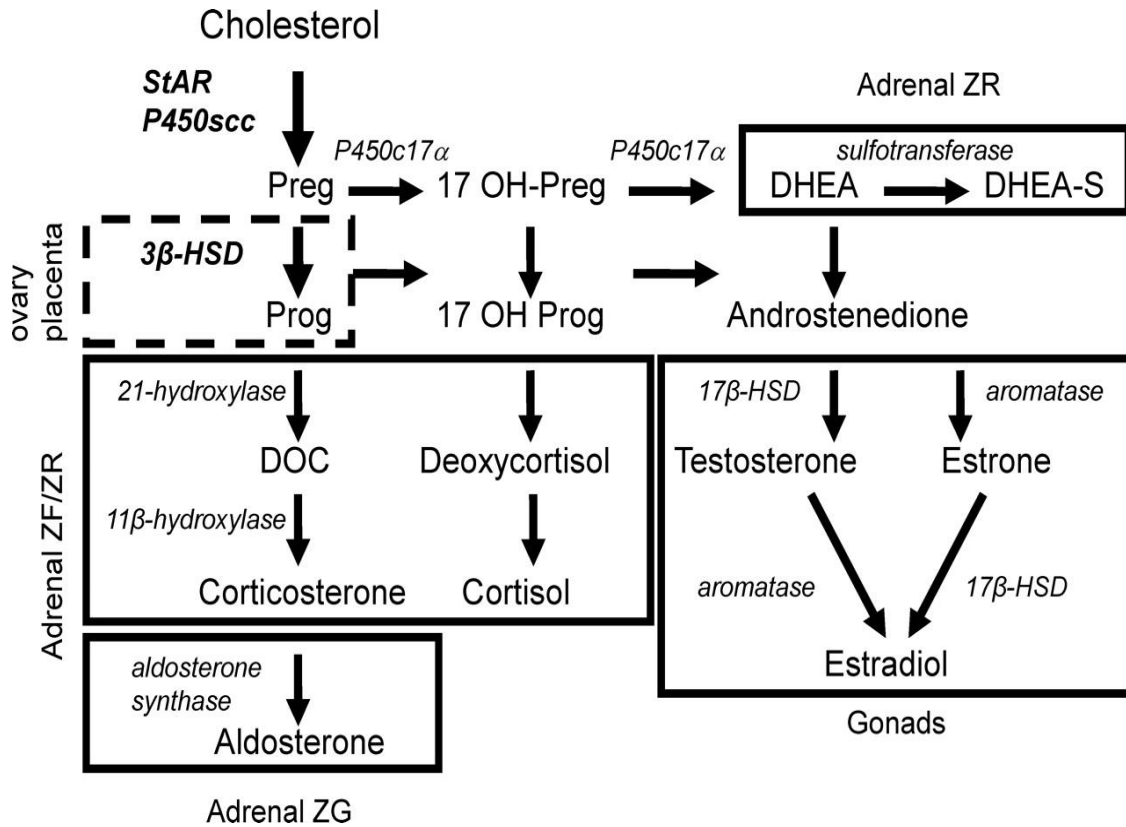 Cholesterol
StAR
P450scc
Adrenal ZR
P450c17α
P450c17α
sulfotransferase
Preg
17 OH-Preg
DHEA
DHEA-S
ovary
placenta
3β-HSD
Prog
17 OH Prog
Androstenedione
Adrenal ZF/ZR
21-hydroxylase
17β-HSD
aromatase
DOC
Deoxycortisol
Testosterone
Estrone
11β-hydroxylase
Corticosterone
Cortisol
aromatase
17β-HSD
Estradiol
aldosterone
synthase
Aldosterone
Gonads
Adrenal ZG